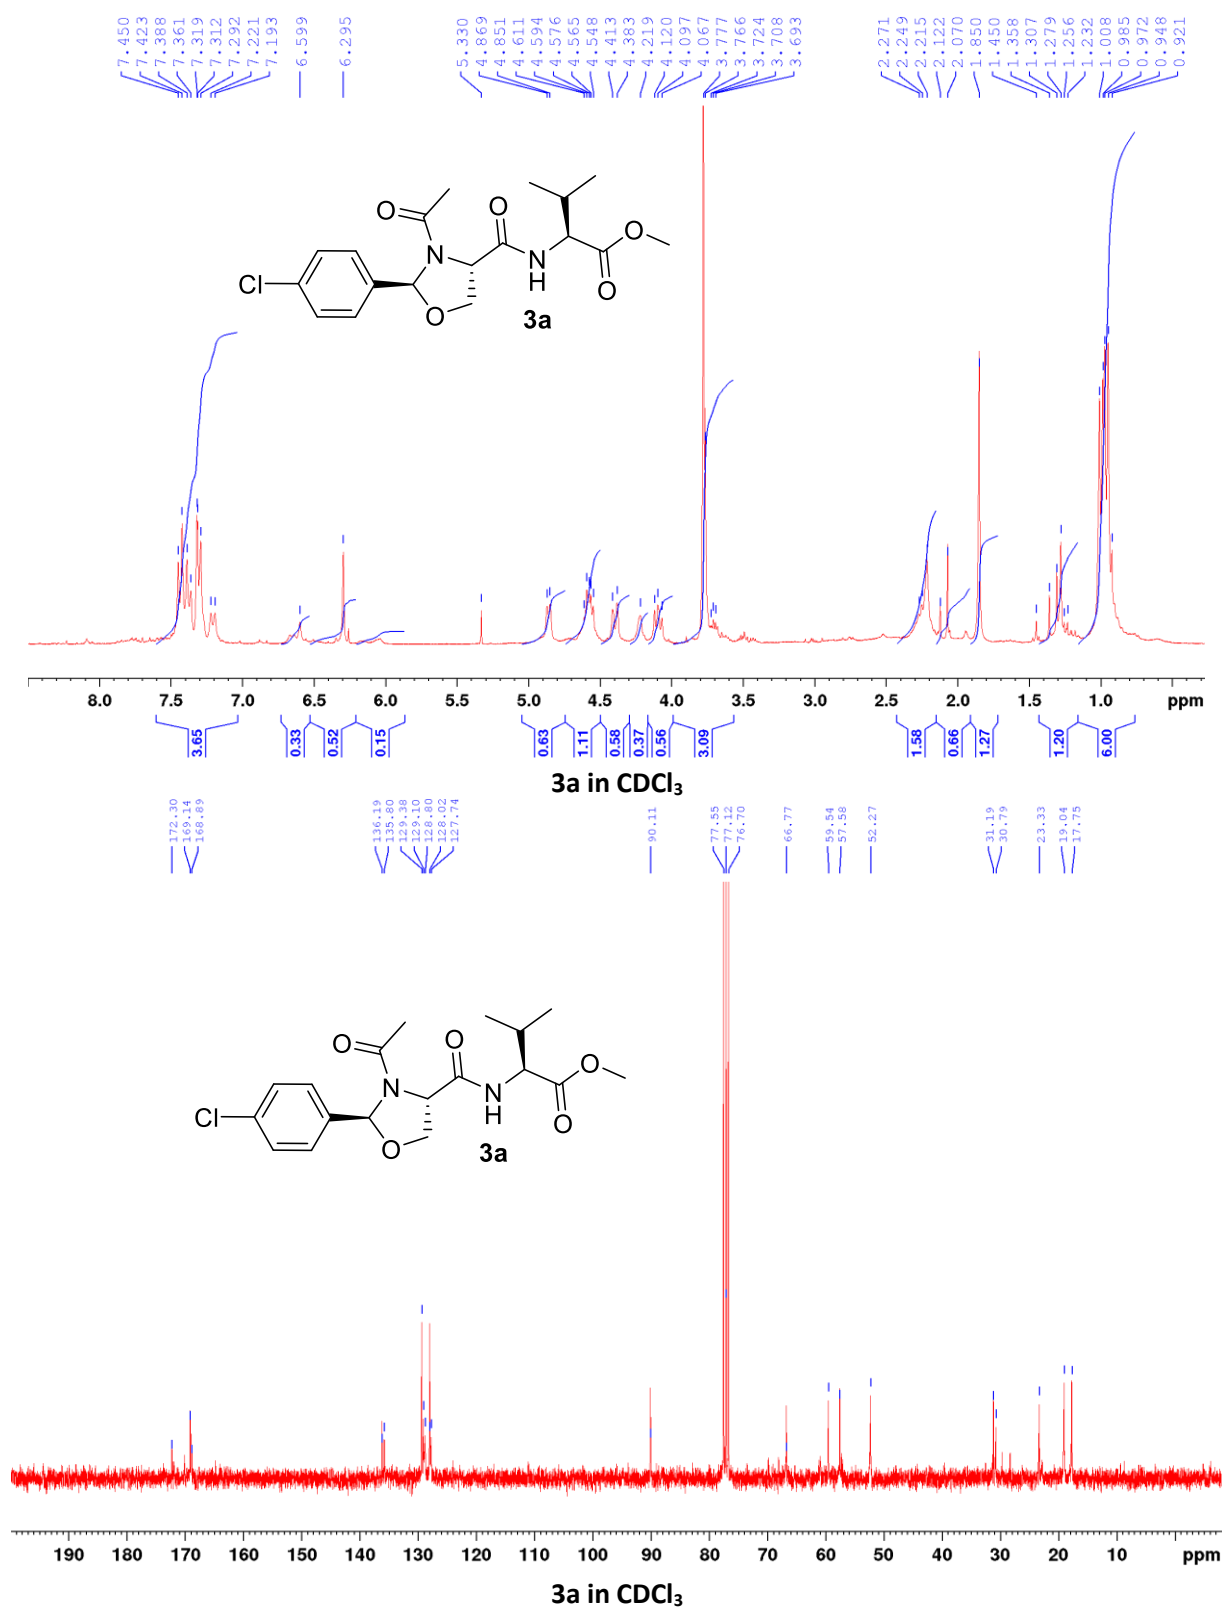 7.450
7.423
7.388
7.361
7.319
7.312
7.292
7.221
7.193
6.599
6.295
5.330
4.869
4.851
4.611
4.594
4.576
4.565
4.548
4.413
4.383
4.219
4.120
4.097
4.067
3.777
3.766
3.724
3.708
3.693
2.271
2.249
2.215
2.122
2.070
1.850
1.450
1.358
1.307
1.279
1.256
1.232
1.008
0.985
0.972
0.948
0.921
O
O
N
N
H
O
O
Cl
O
3a
8.0 7.5 7.0 6.5 6.0 5.5 5.0 4.5 4.0 3.5 3.0 2.5 2.0 1.5 1.0 ppm
3.65 0.33 0.52 0.15 0.63 1.11 0.58 0.37 0.56 3.09 1.58 0.66 1.27 1.20 6.00
3a in CDCl₃
172.30
169.14
168.89
136.19
135.80
129.38
129.10
128.80
128.02
127.74
90.11
77.55
77.12
76.70
66.77
59.54
57.58
52.27
31.19
30.79
23.33
19.04
17.75
O
O
N
N
H
O
O
Cl
O
3a
190 180 170 160 150 140 130 120 110 100 90 80 70 60 50 40 30 20 10 ppm
3a in CDCl₃